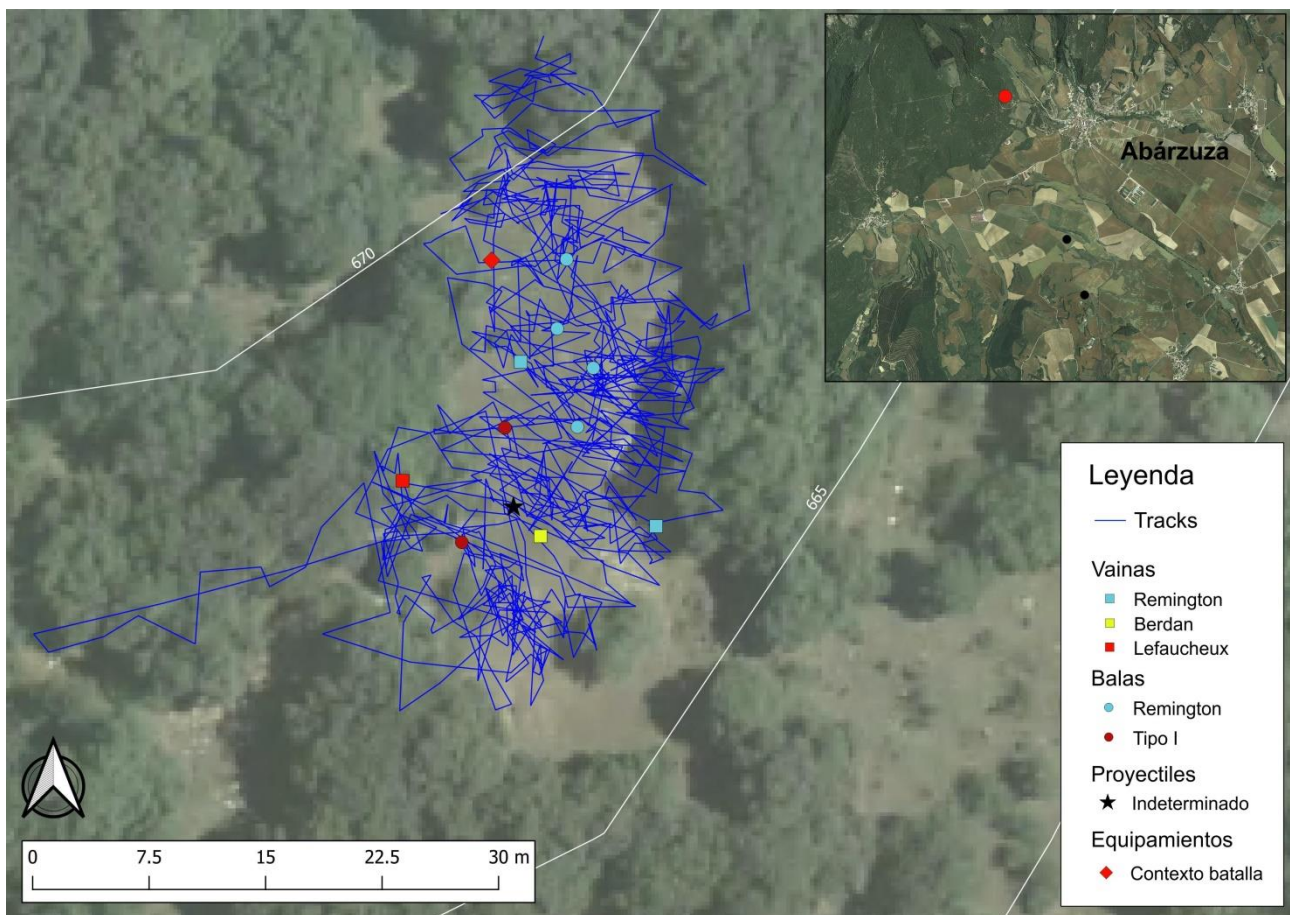 Abárzuza
670
665
Leyenda
Tracks
Vainas
Remington
Berdan
Lefaucheux
Balas
Remington
Tipo I
Proyectiles
Indeterminado
Equipamientos
Contexto batalla
0 7.5 15 22.5 30 m